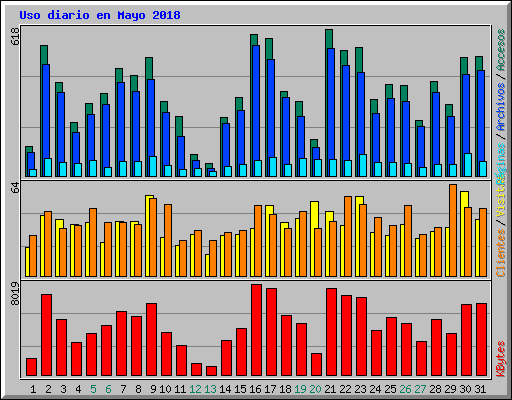 Uso diario en Mayo 2018
618
64
8019
Clientes / Visitas
Páginas / Archivos / Accesos
KBytes
1 2 3 4 5 6 7 8 9 10 11 12 13 14 15 16 17 18 19 20 21 22 23 24 25 26 27 28 29 30 31